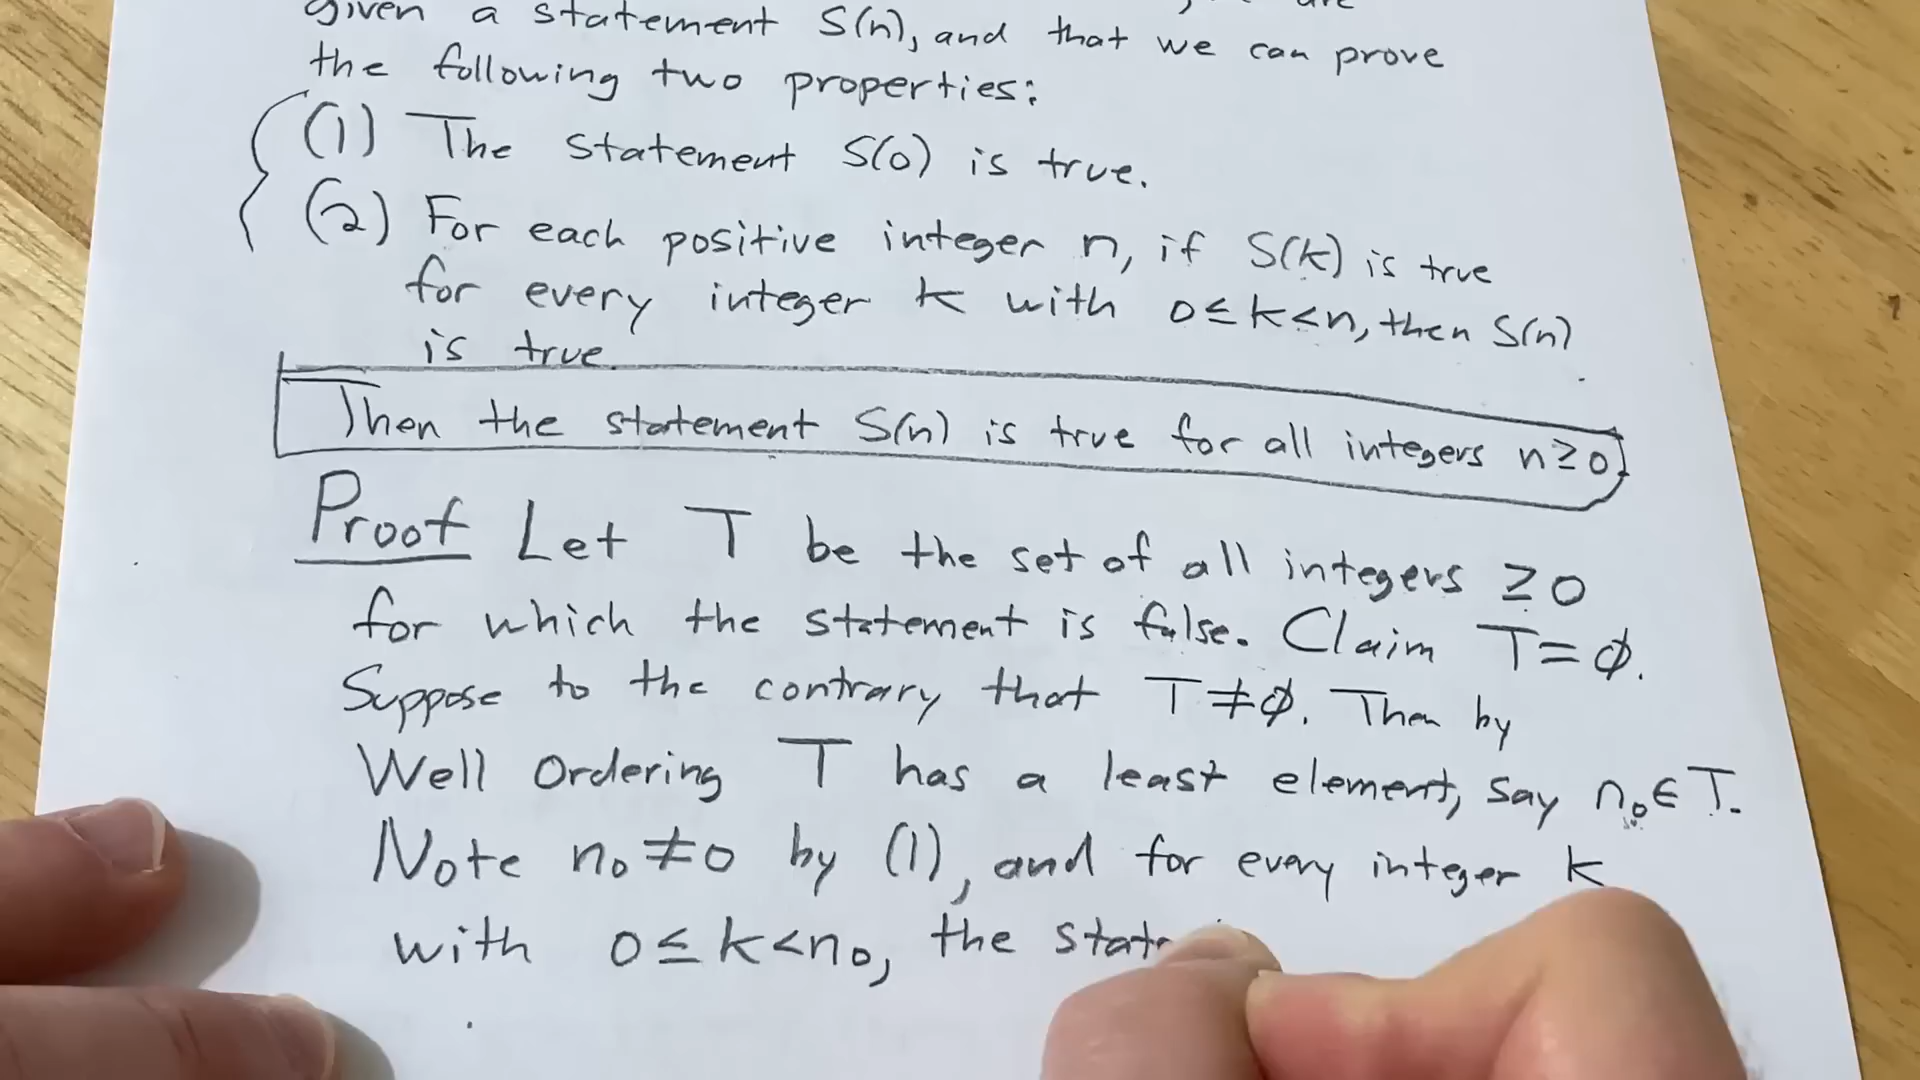 given a statement S(n), and that we can prove
the following two properties:
(1) The statement S(0) is true.
(2) For each positive integer n, if S(k) is true
for every integer k with 0≤k<n, then S(n)
is true.
Then the statement S(n) is true for all integers n≥0.
Proof Let T be the set of all integers ≥0
for which the statement is false. Claim T=∅.
Suppose to the contrary that T≠∅. Then by
Well Ordering T has a least element, say n₀∈T.
Note n₀≠0 by (1), and for every integer k
with 0≤k<n₀, the state